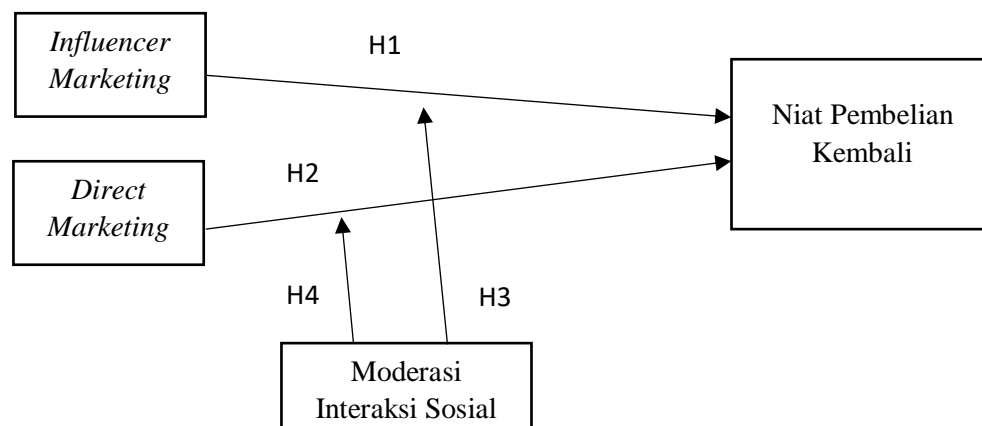 Influencer
Marketing
H1
Niat Pembelian
Kembali
H2
Direct
Marketing
H4
H3
Moderasi
Interaksi Sosial